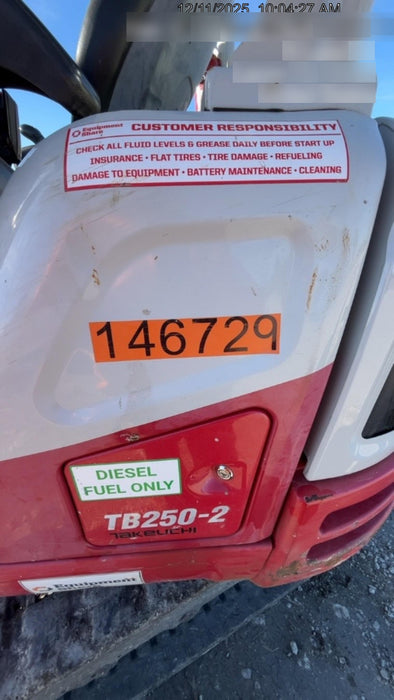 12/11/2025 10:04:27 AM
Equipment
Share
CUSTOMER RESPONSIBILITY
CHECK ALL FLUID LEVELS & GREASE DAILY BEFORE START UP
INSURANCE • FLAT TIRES • TIRE DAMAGE • REFUELING
DAMAGE TO EQUIPMENT • BATTERY MAINTENANCE • CLEANING
146729
DIESEL
FUEL ONLY
TB250-2
TAKEUCHI
Equipment